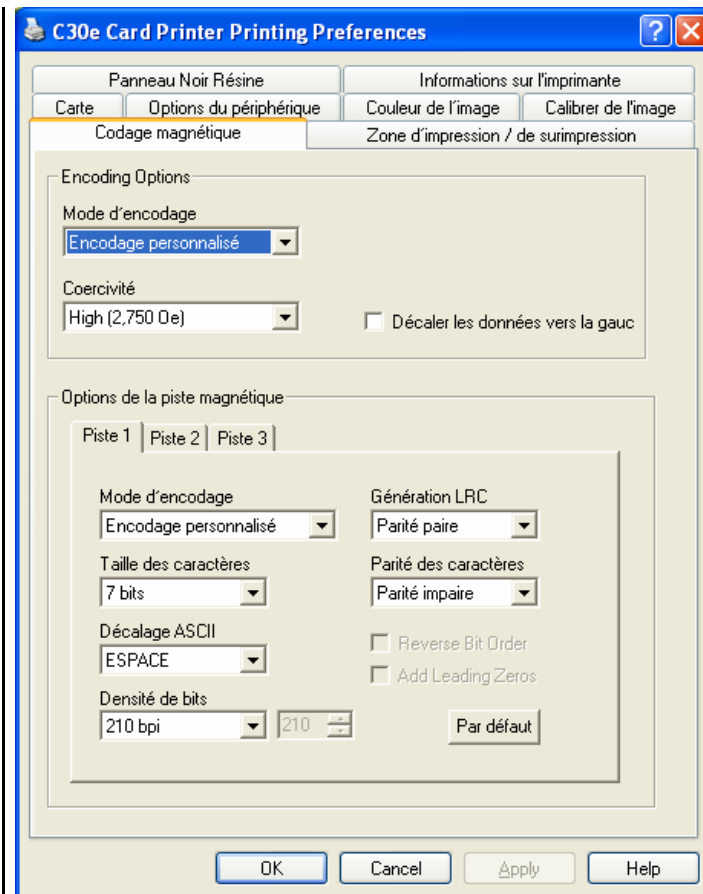 C30e Card Printer Printing Preferences
Panneau Noir Résine
Informations sur l'imprimante
Carte
Options du périphérique
Couleur de l'image
Calibrer de l'image
Codage magnétique
Zone d'impression / de surimpression
Encoding Options
Mode d'encodage
Encodage personnalisé
Coercivité
High (2,750 Oe)
Décaler les données vers la gauc
Options de la piste magnétique
Piste 1
Piste 2
Piste 3
Mode d'encodage
Génération LRC
Encodage personnalisé
Parité paire
Taille des caractères
Parité des caractères
7 bits
Parité impaire
Décalage ASCII
Reverse Bit Order
ESPACE
Add Leading Zeros
Densité de bits
210 bpi
210
Par défaut
OK
Cancel
Apply
Help